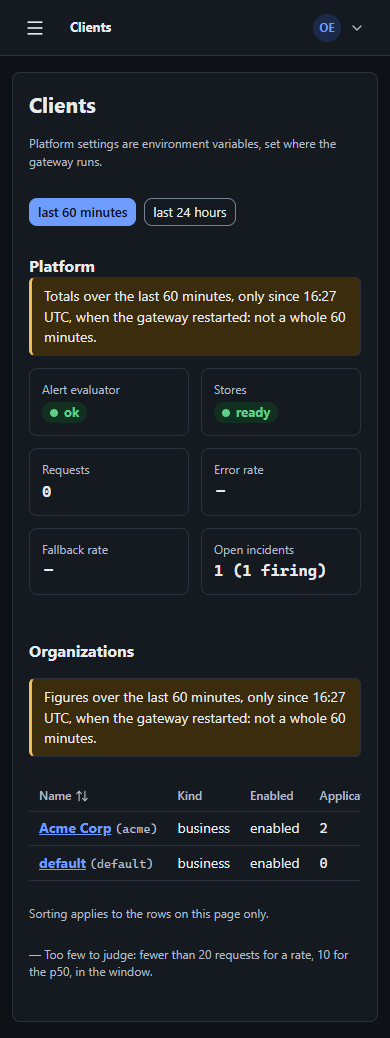 Clients
OE
Clients
Platform settings are environment variables, set where the
gateway runs.
last 60 minutes
last 24 hours
Platform
Totals over the last 60 minutes, only since 16:27
UTC, when the gateway restarted: not a whole 60
minutes.
Alert evaluator
ok
Stores
ready
Requests
0
Error rate
—
Fallback rate
—
Open incidents
1 (1 firing)
Organizations
Figures over the last 60 minutes, only since 16:27
UTC, when the gateway restarted: not a whole 60
minutes.
Name Kind Enabled Applica
Acme Corp (acme) business enabled 2
default (default) business enabled 0
Sorting applies to the rows on this page only.
— Too few to judge: fewer than 20 requests for a rate, 10 for
the p50, in the window.